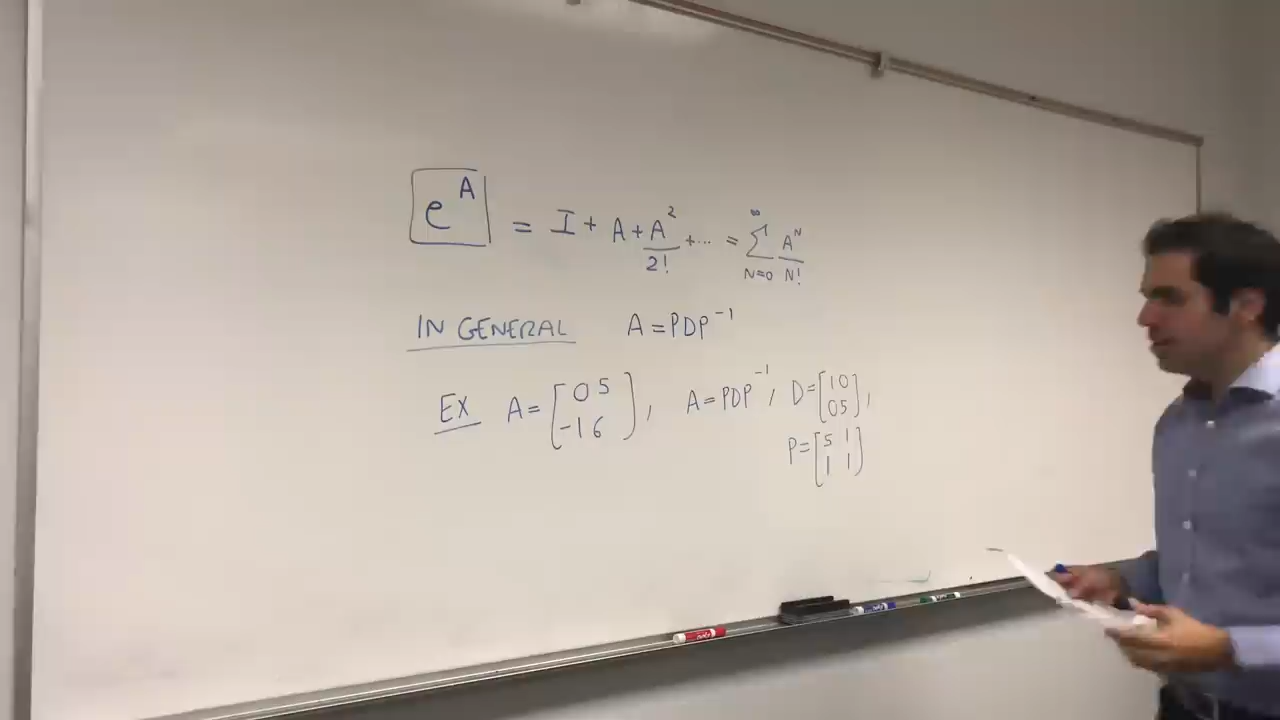 e^A = I + A + A^2/2! + ... = ∑_{N=0}^{∞} A^N/N!
IN GENERAL A = PDP^-1
EX A = [0 5; -1 6], A = PDP^-1, D = [1 0; 0 5],
P = [5 1; 1 1]